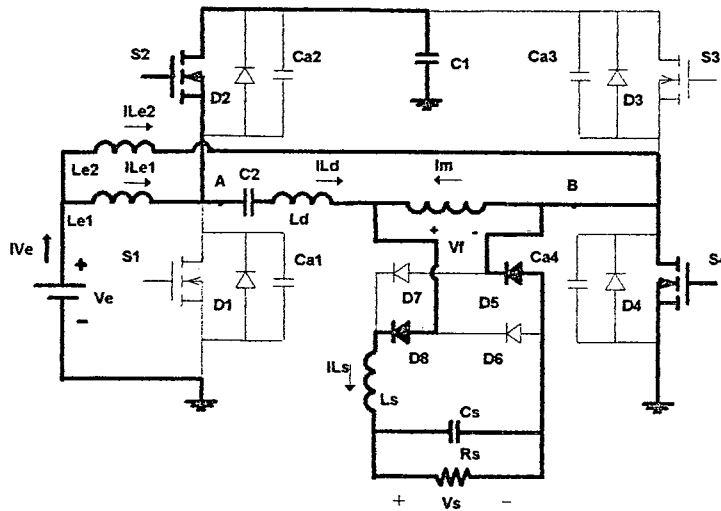 S2
Ca2
D2
C1
Ca3
D3
S3
ILe2
Le2
ILe1
Le1
A
C2
ILd
Ld
Im
B
IVe
+
Ve
-
S1
D1
Ca1
+
Vf
-
Ca4
D7
D5
D8
D6
D4
S4
ILs
Ls
Cs
Rs
+
Vs
-